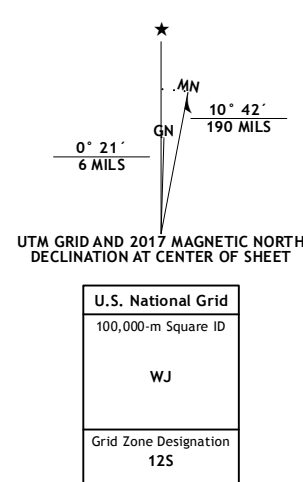 ★
MN
GN
10° 42´
190 MILS
0° 21´
6 MILS
UTM GRID AND 2017 MAGNETIC NORTH
DECLINATION AT CENTER OF SHEET
U.S. National Grid
100,000-m Square ID
WJ
Grid Zone Designation
12S